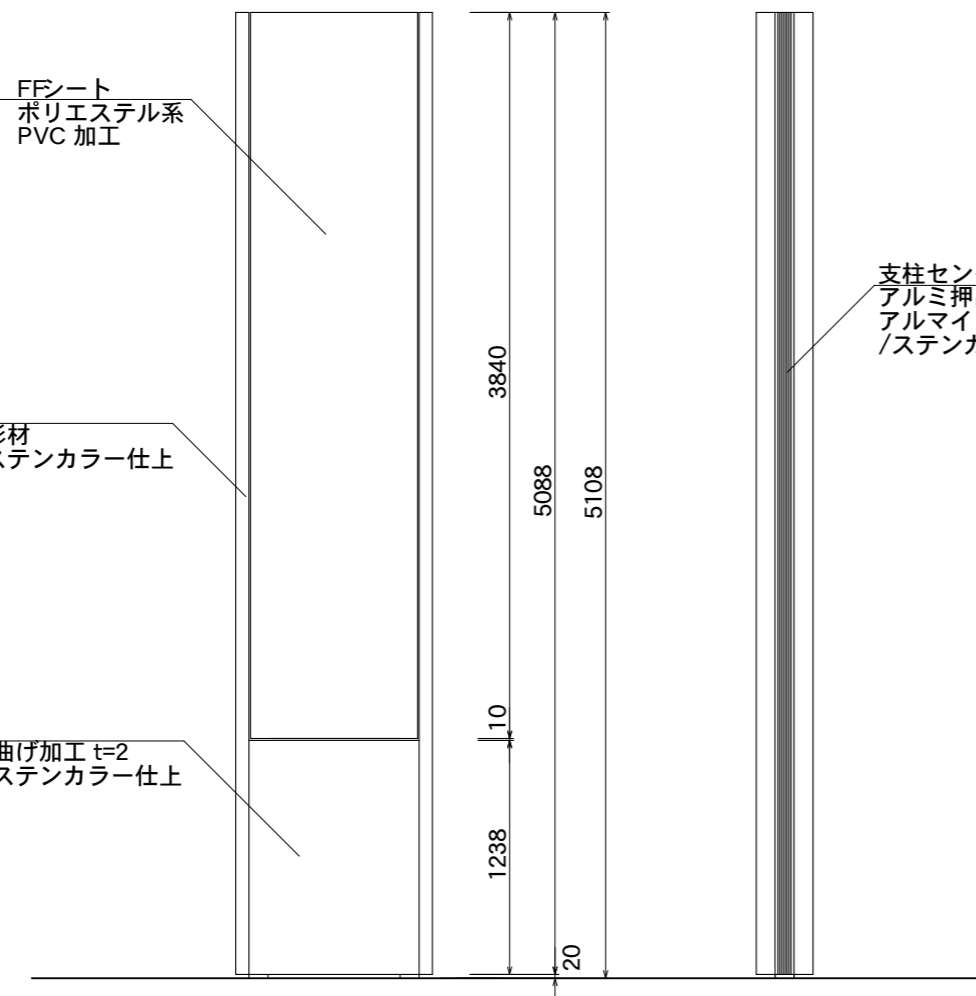 FFシート
ポリエステル系
PVC 加工
支柱セン
アルミ押
アルマイ
/ステンカ
3840
形材
ステンカラー仕上
5088
5108
10
曲げ加工 t=2
ステンカラー仕上
1238
20